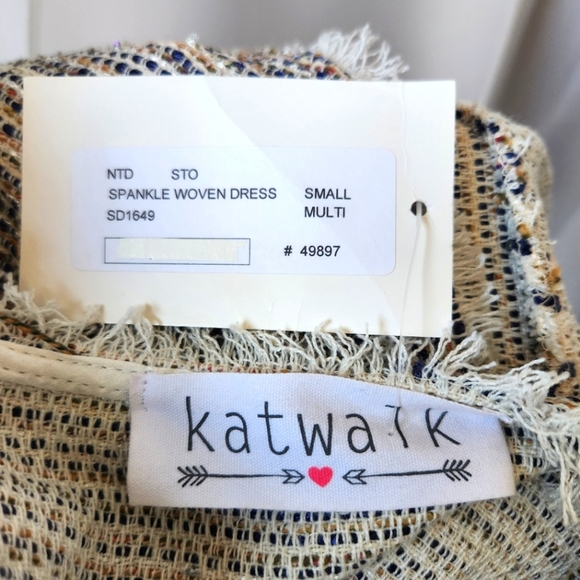 NTD STO
SPANKLE WOVEN DRESS SMALL
SD1649 MULTI
# 49897
katwalk